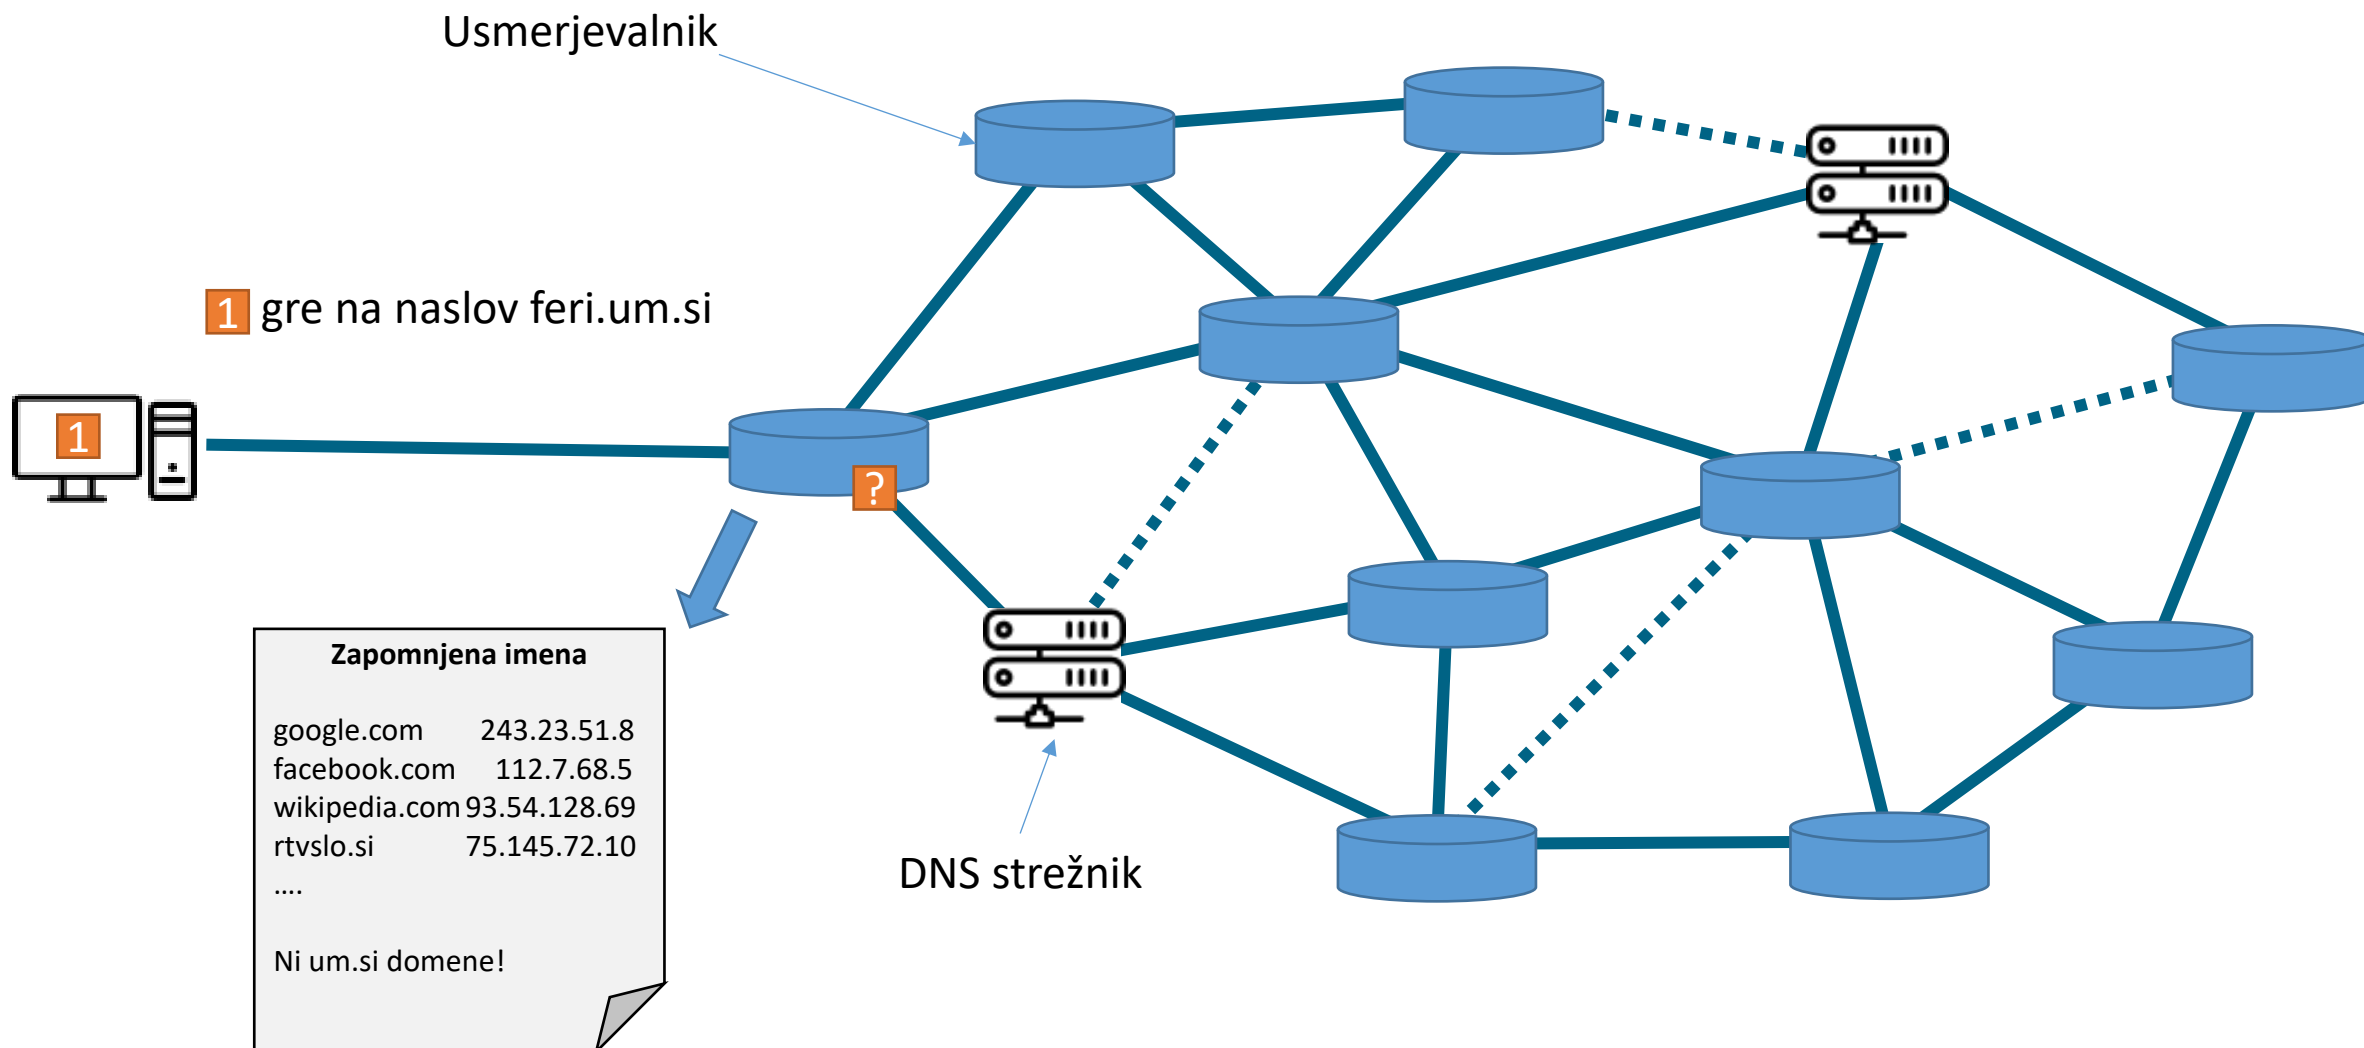 Usmerjevalnik
1 gre na naslov feri.um.si
1
?
Zapomnjena imena
google.com 243.23.51.8
facebook.com 112.7.68.5
wikipedia.com 93.54.128.69
rtvslo.si 75.145.72.10
....
Ni um.si domene!
DNS strežnik